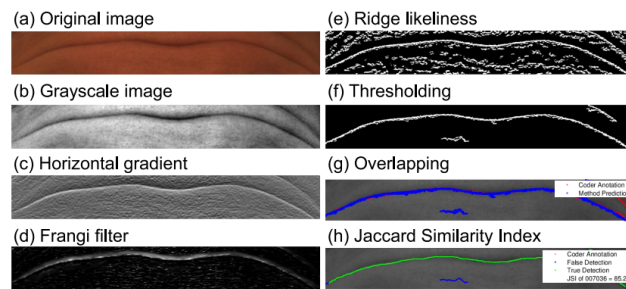 (a) Original image
(b) Grayscale image
(c) Horizontal gradient
(d) Frangi filter
(e) Ridge likeliness
(f) Thresholding
(g) Overlapping
Coder Anotation
Method Predictio
(h) Jaccard Similarity Index
Coder Annotation
False Detection
True Detection
JSI of 007036 = 85.2